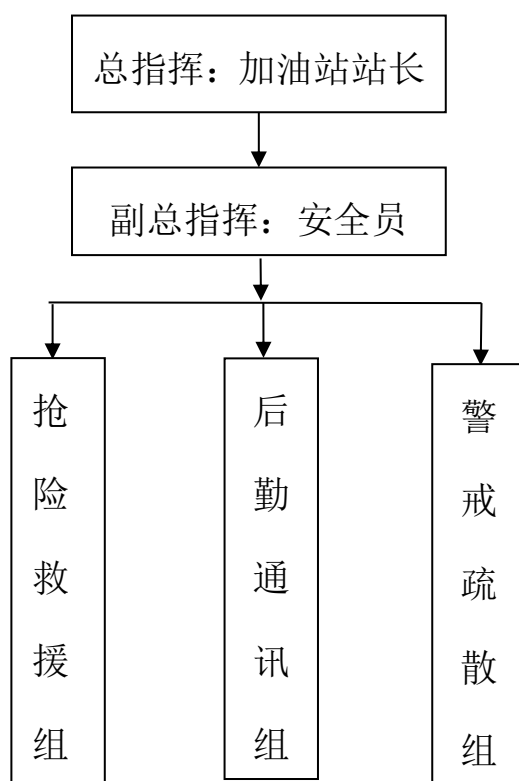 总指挥：加油站站长
副总指挥：安全员
抢险救援组
后勤通讯组
警戒疏散组